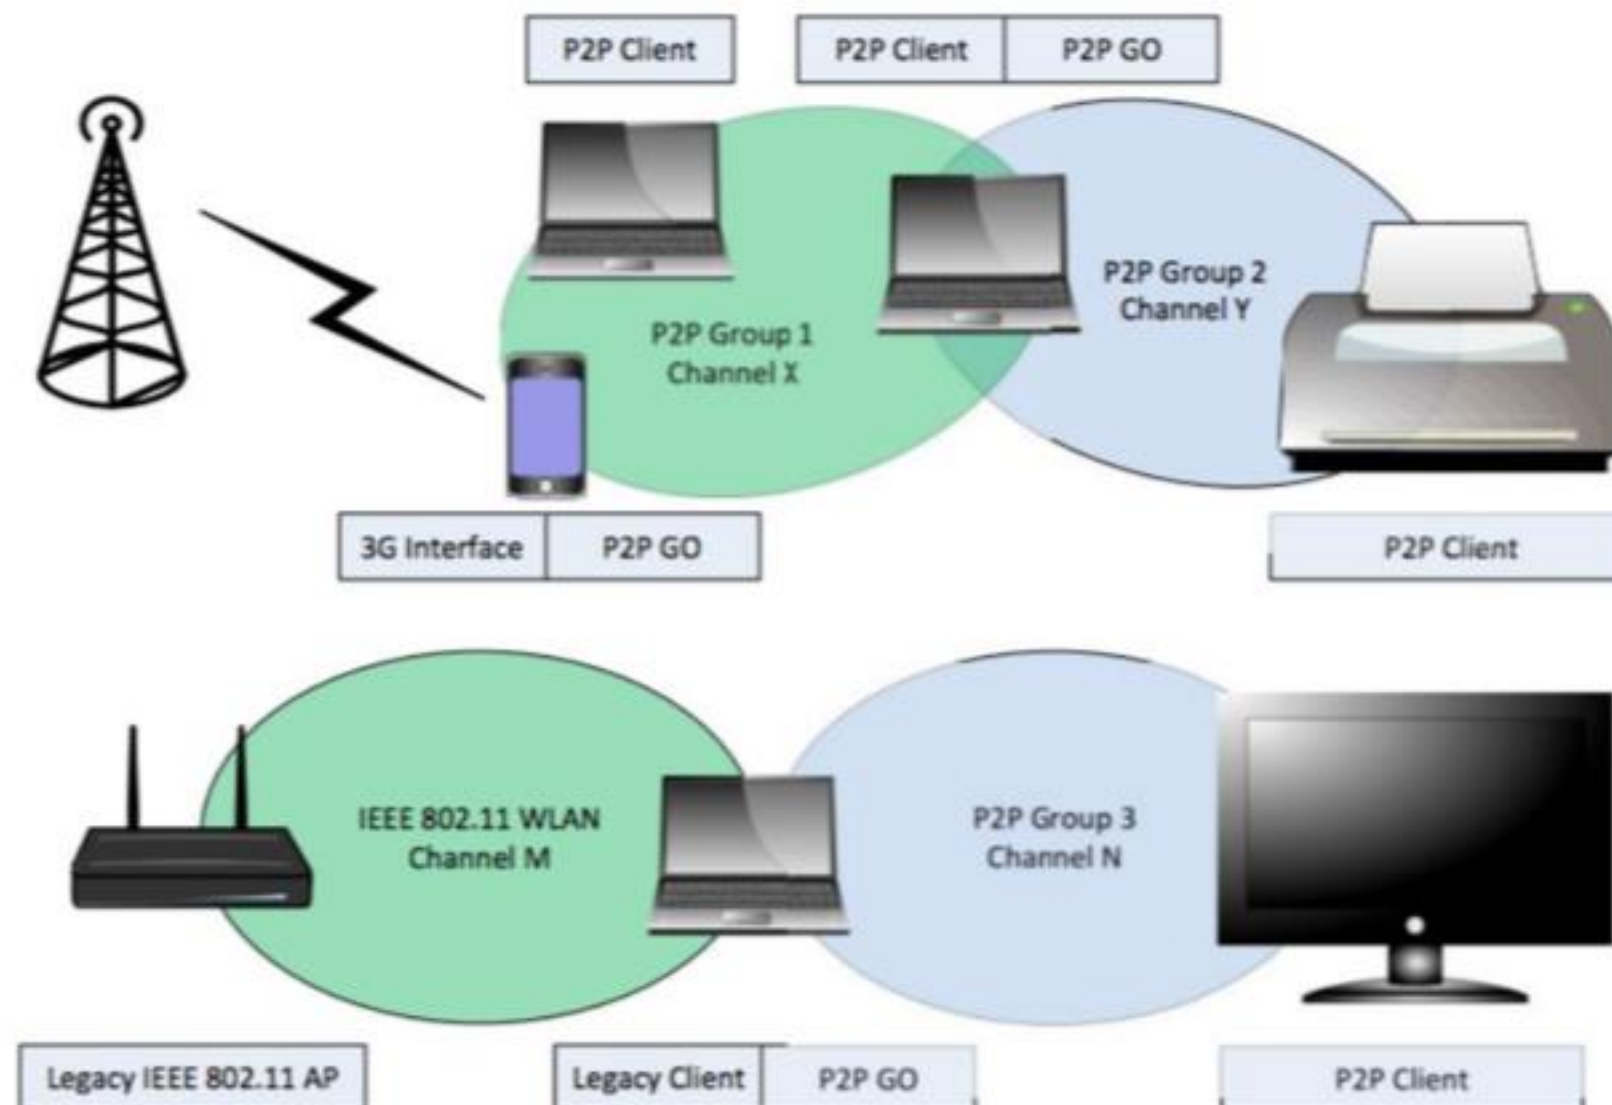 P2P Client
P2P Client P2P GO
P2P Group 2
Channel Y
P2P Group 1
Channel X
3G Interface P2P GO
P2P Client
IEEE 802.11 WLAN
Channel M
P2P Group 3
Channel N
Legacy IEEE 802.11 AP
Legacy Client P2P GO
P2P Client